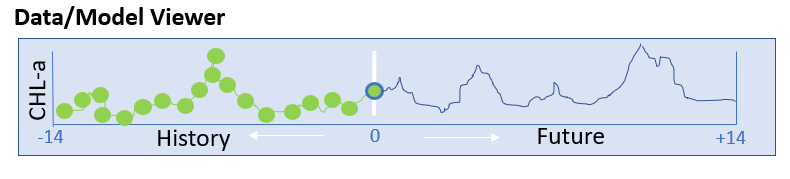 Data/Model Viewer
CHL-a
-14 History 0 Future +14